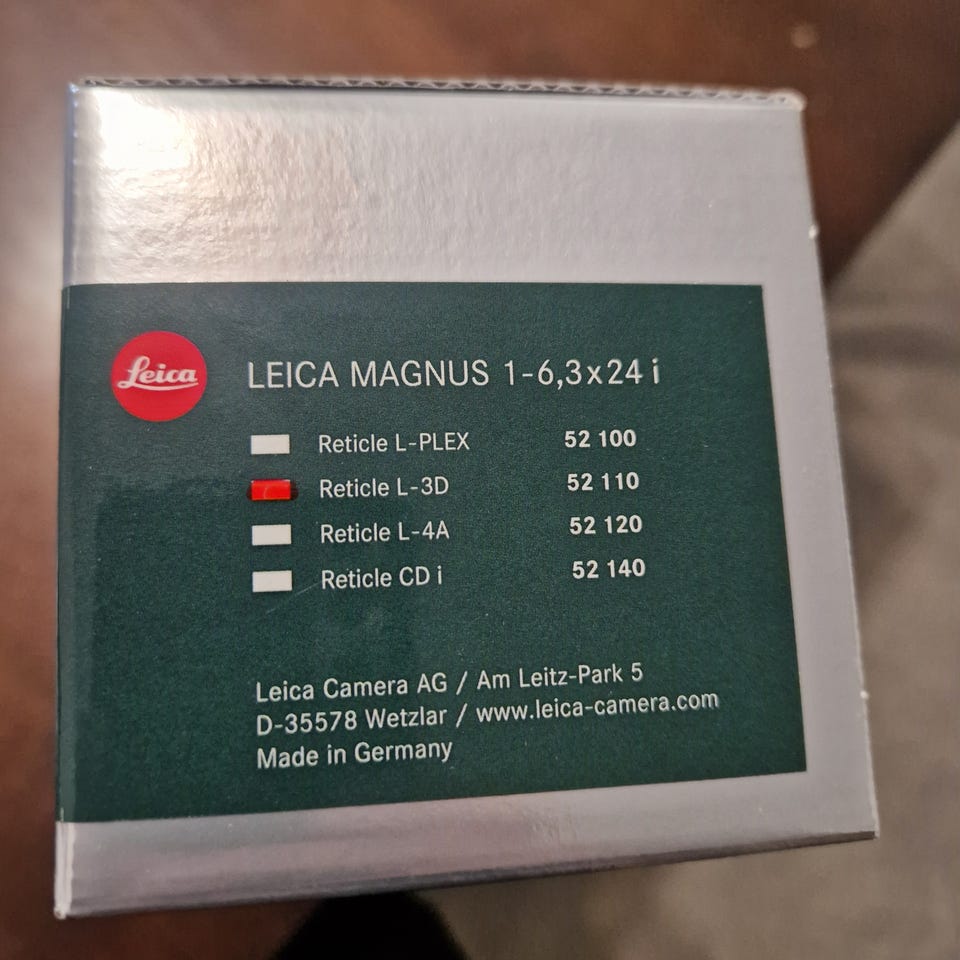 Leica
LEICA MAGNUS 1-6,3x24 i
Reticle L-PLEX 52 100
Reticle L-3D 52 110
Reticle L-4A 52 120
Reticle CD i 52 140
Leica Camera AG / Am Leitz-Park 5
D-35578 Wetzlar / www.leica-camera.com
Made in Germany